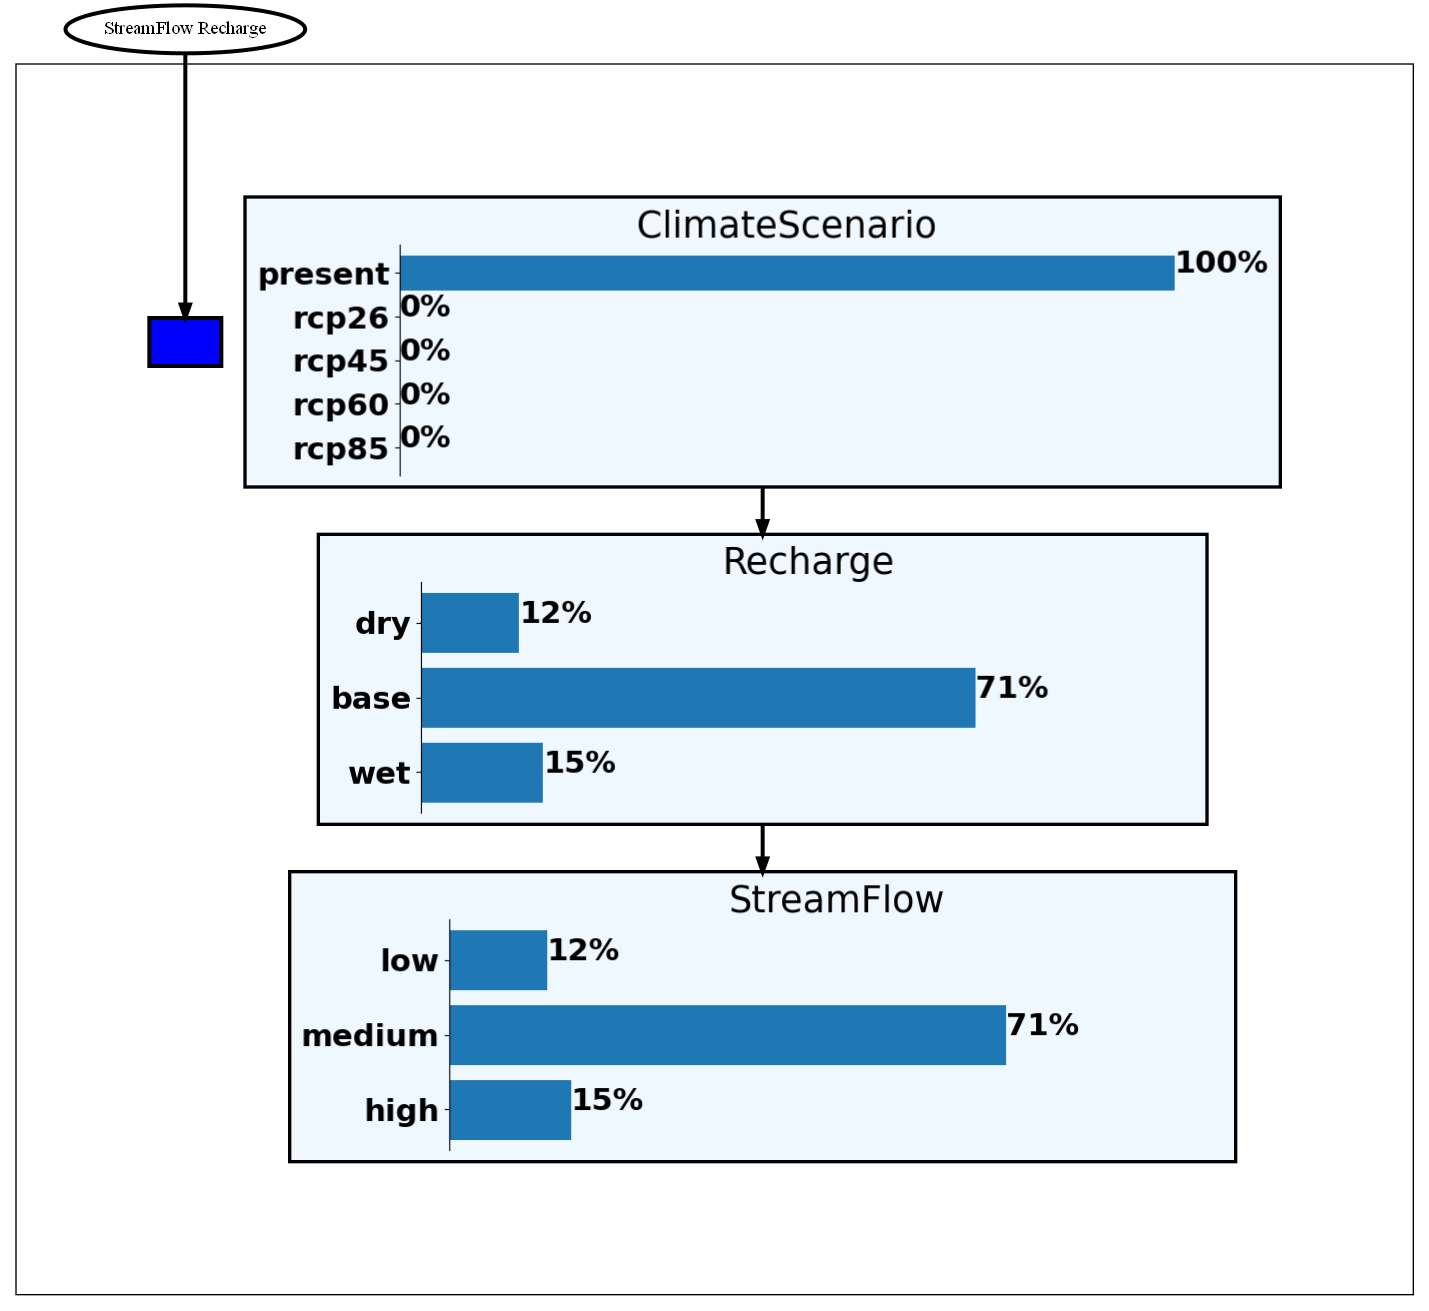 StreamFlow Recharge
ClimateScenario
present 100%
rcp26 0%
rcp45 0%
rcp60 0%
rcp85 0%
Recharge
dry 12%
base 71%
wet 15%
StreamFlow
low 12%
medium 71%
high 15%